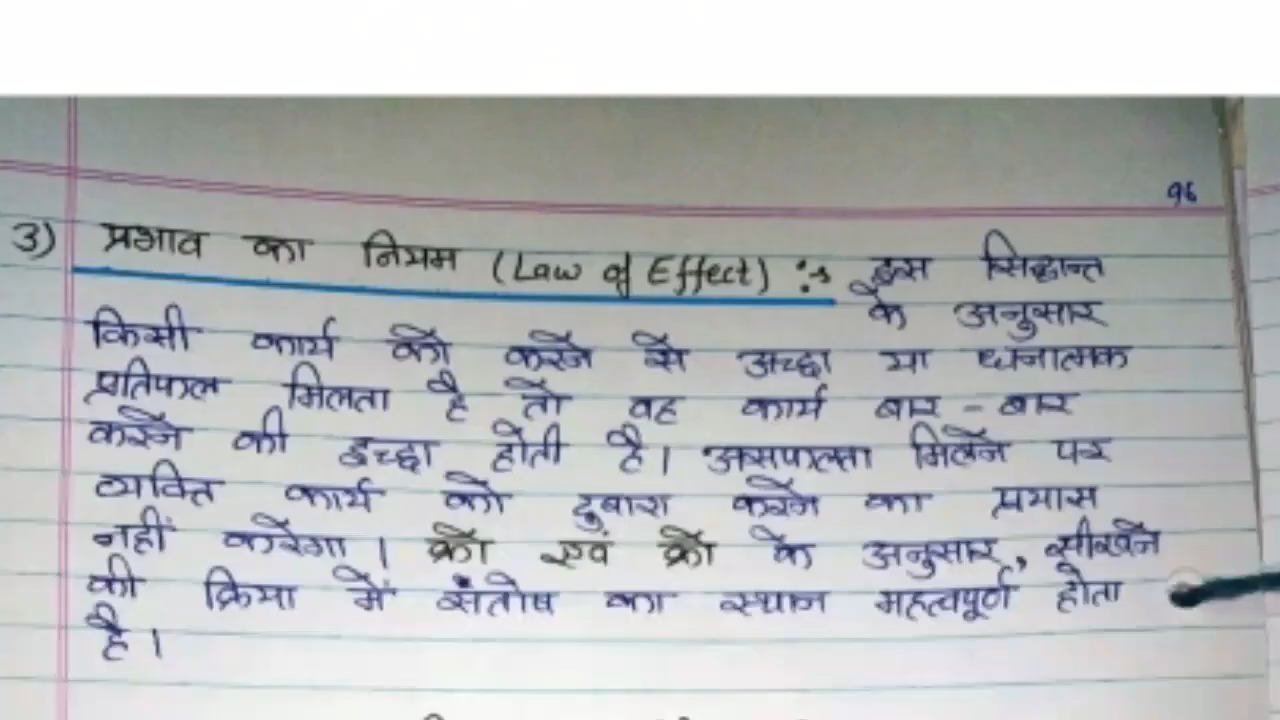 96
3) प्रभाव का नियम (Law of Effect) :→ इस सिद्धान्त
के अनुसार
किसी कार्य को करने से अच्छा या धनात्मक
प्रतिफल मिलता है तो वह कार्य बार - बार
करने की इच्छा होती है। असफलता मिलने पर
व्यक्ति कार्य को दुबारा करने का प्रयास
नहीं करेगा। क्रो एवं क्रो के अनुसार, सीखने
की क्रिया में संतोष का स्थान महत्वपूर्ण होता
है।